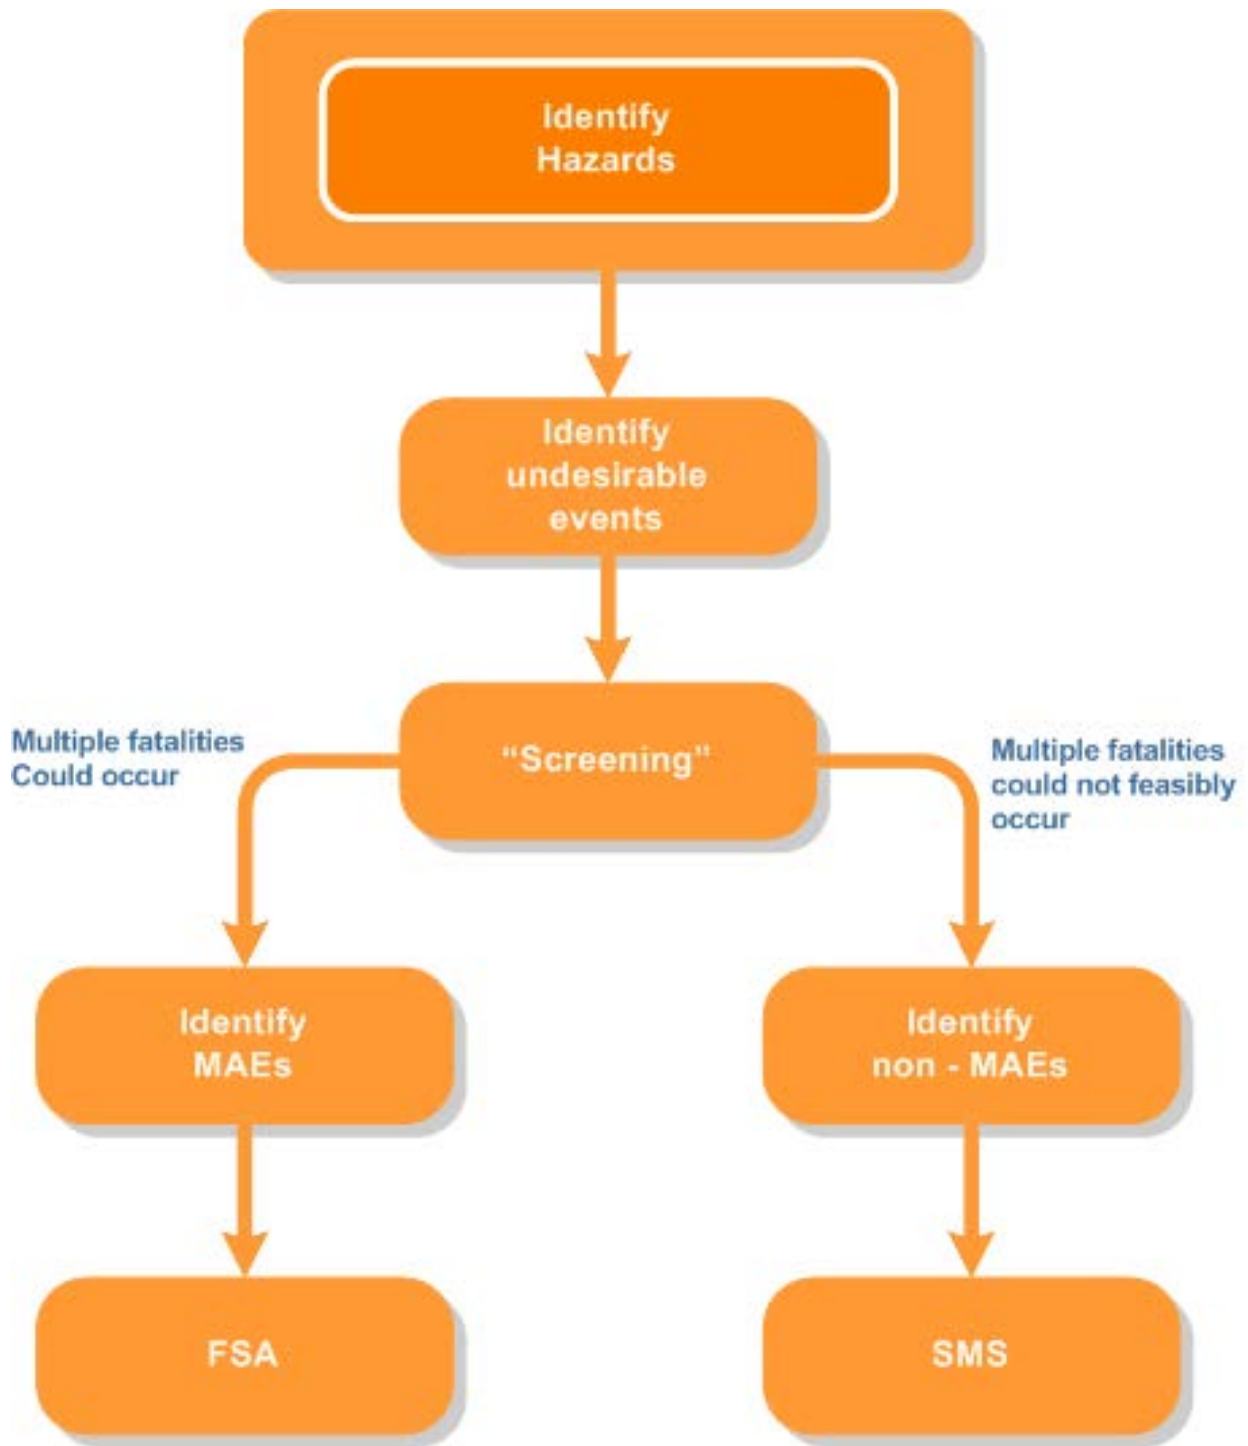 Identify
Hazards
Identify
undesirable
events
“Screening”
Multiple fatalities
Could occur
Multiple fatalities
could not feasibly
occur
Identify
MAEs
Identify
non - MAEs
FSA
SMS